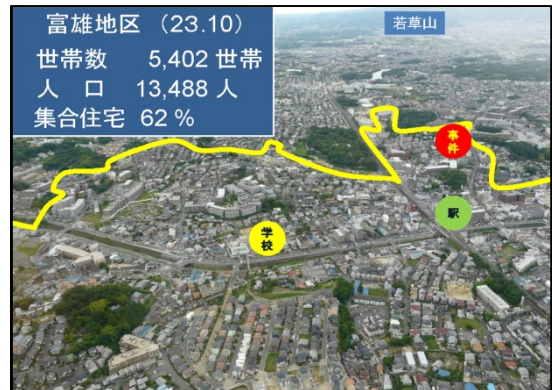 富雄地区 (23.10)
世帯数 5,402 世帯
人 口 13,488 人
集合住宅 62 %
若草山
事件
駅
学校